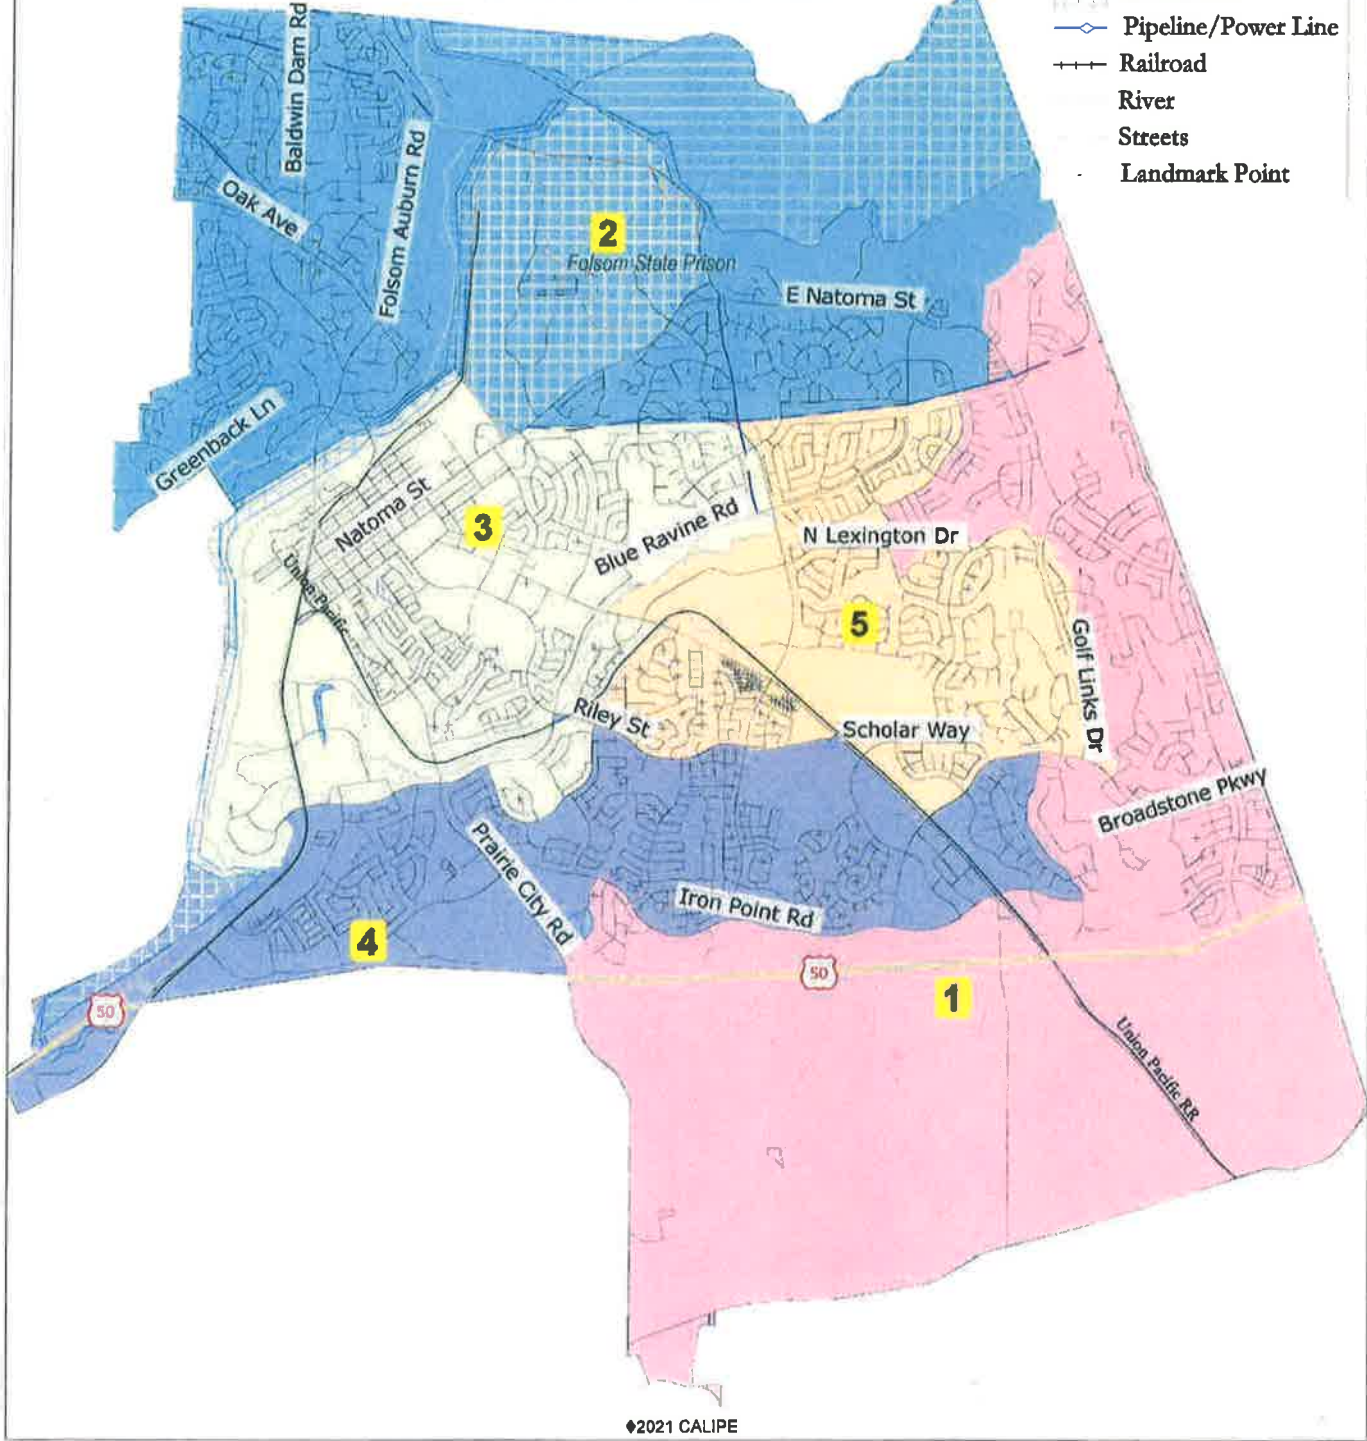 Pipeline/Power Line
Railroad
River
Streets
Landmark Point
Baldwin Dam Rd
Oak Ave
Folsom Auburn Rd
2
Folsom State Prison
E Natoma St
Greenback Ln
Natoma St
3
Blue Ravine Rd
N Lexington Dr
Union Pacific
5
Golf Links Dr
Riley St
Scholar Way
Broadstone Pkwy
Prairie City Rd
Iron Point Rd
4
50
50
1
Union Pacific RR
♦2021 CALIPE